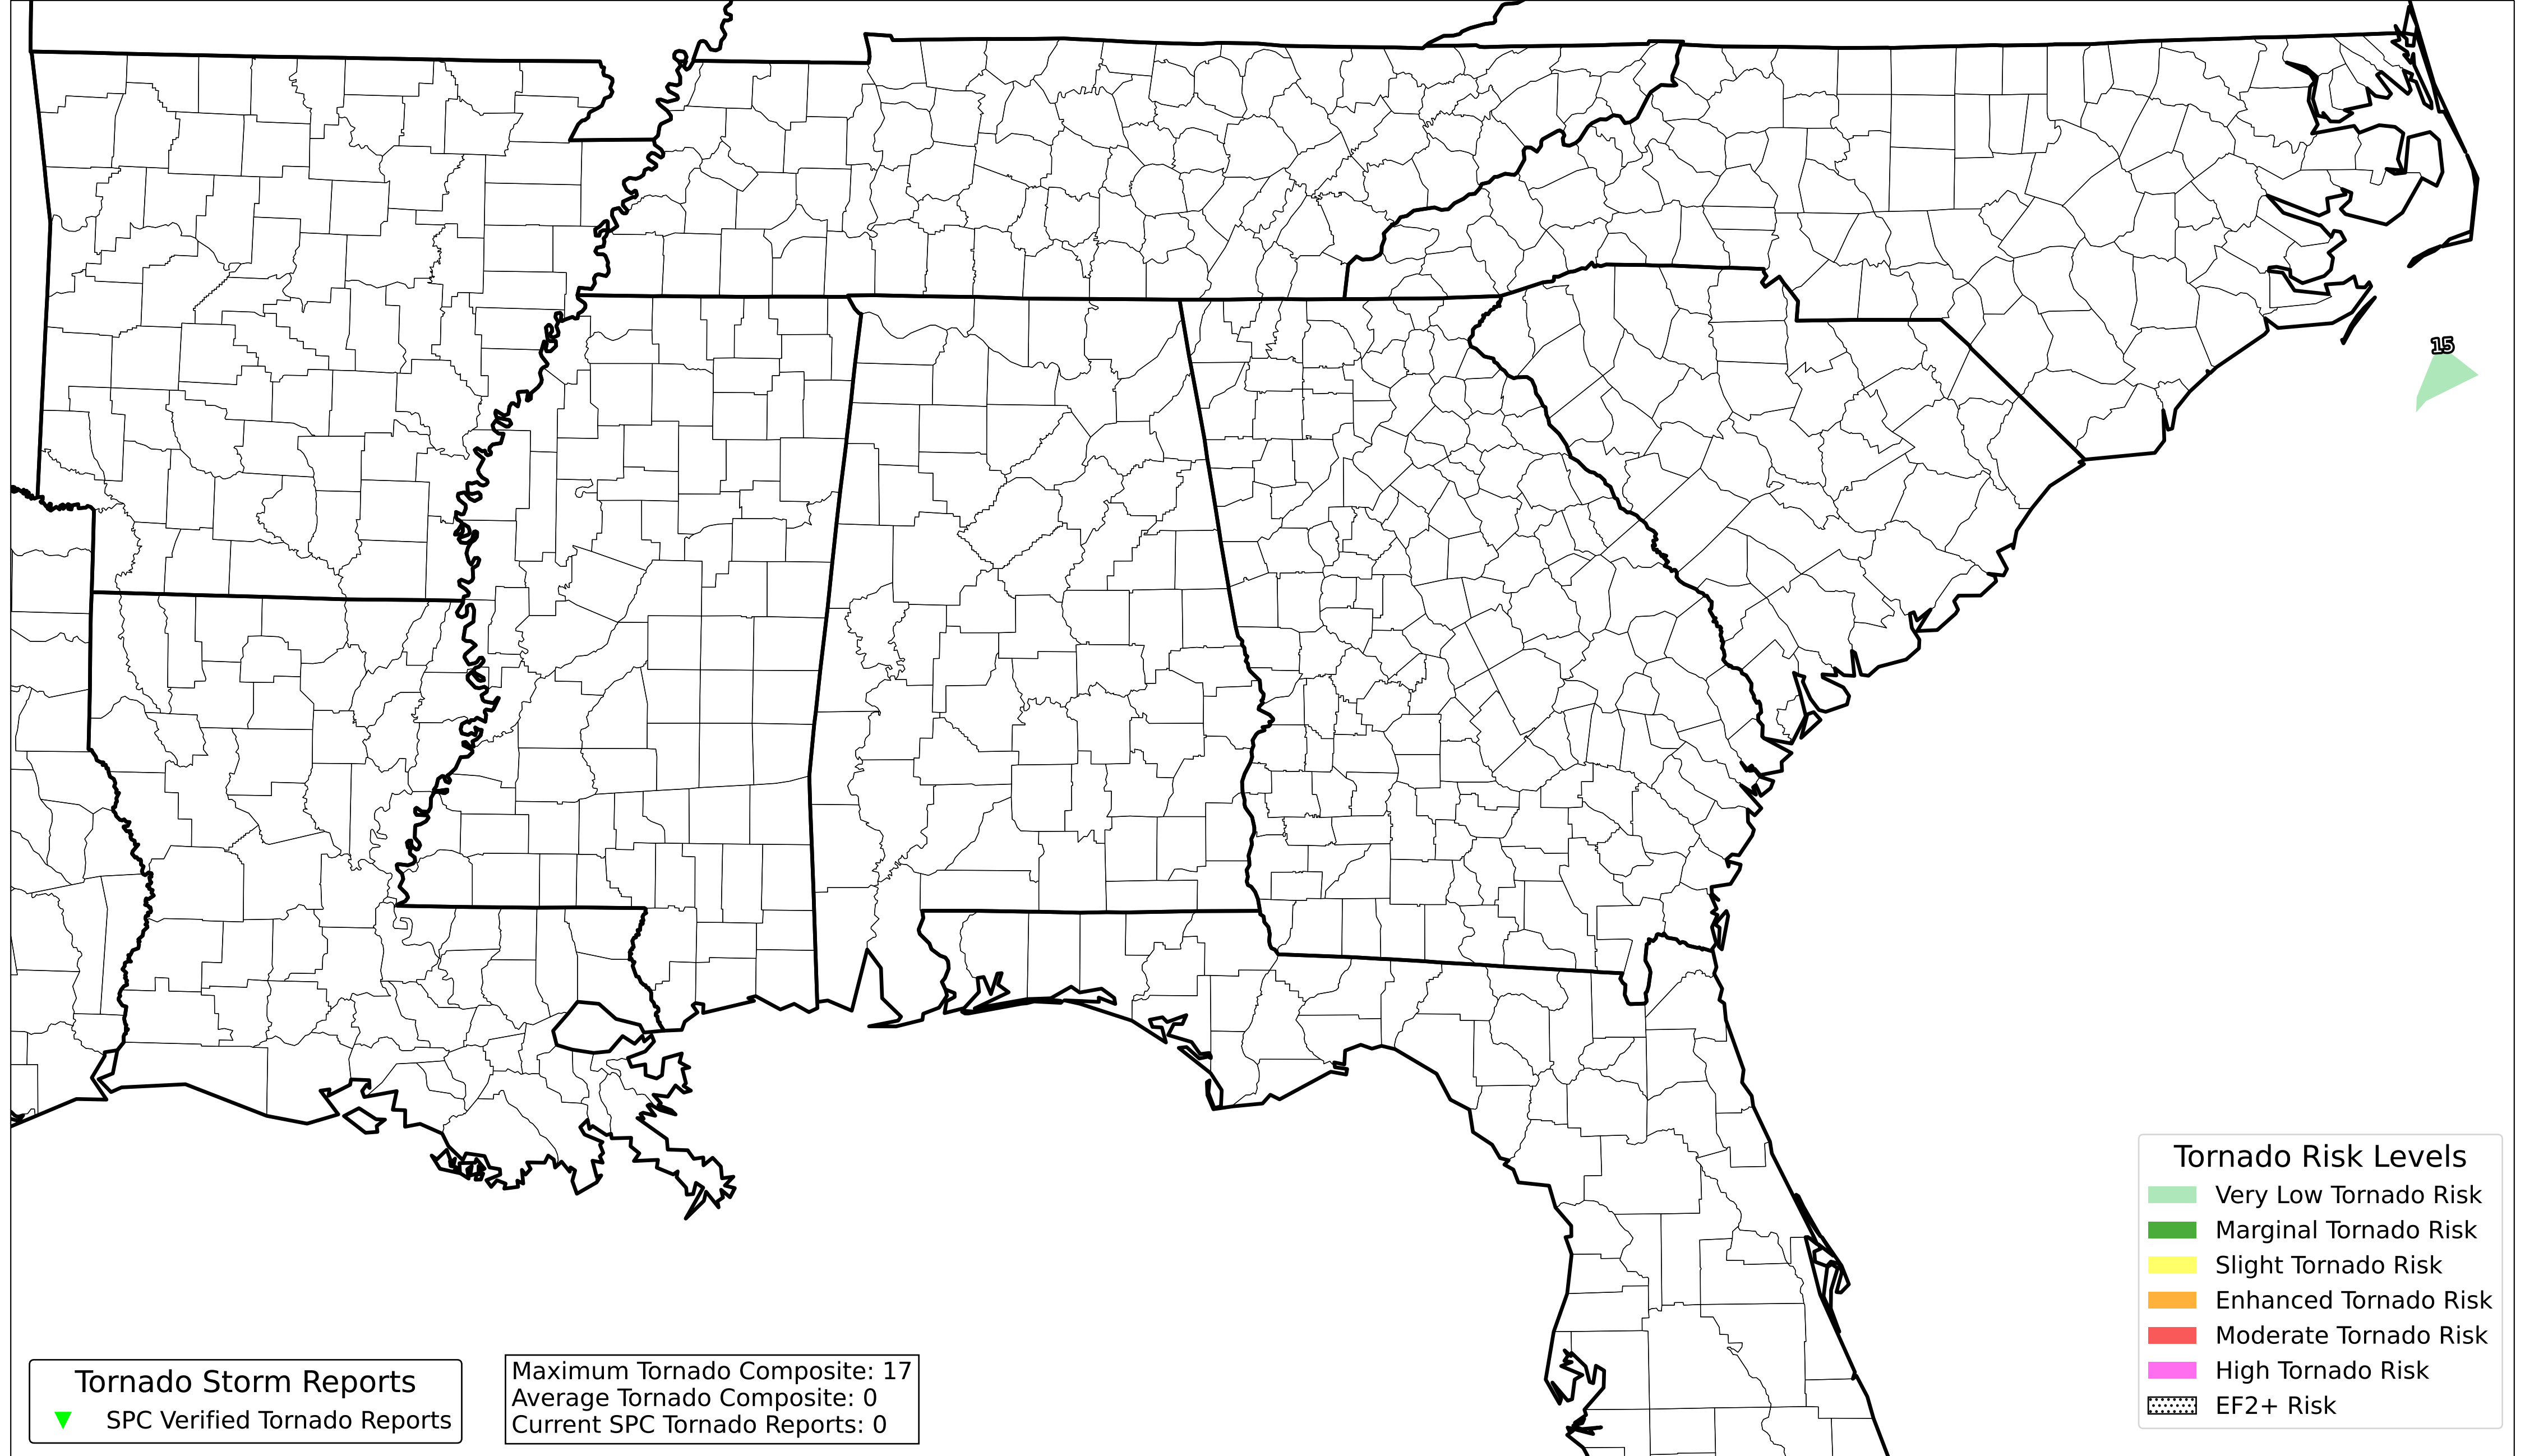 15
Tornado Risk Levels
Very Low Tornado Risk
Marginal Tornado Risk
Slight Tornado Risk
Enhanced Tornado Risk
Moderate Tornado Risk
High Tornado Risk
EF2+ Risk
Tornado Storm Reports
SPC Verified Tornado Reports
Maximum Tornado Composite: 17
Average Tornado Composite: 0
Current SPC Tornado Reports: 0